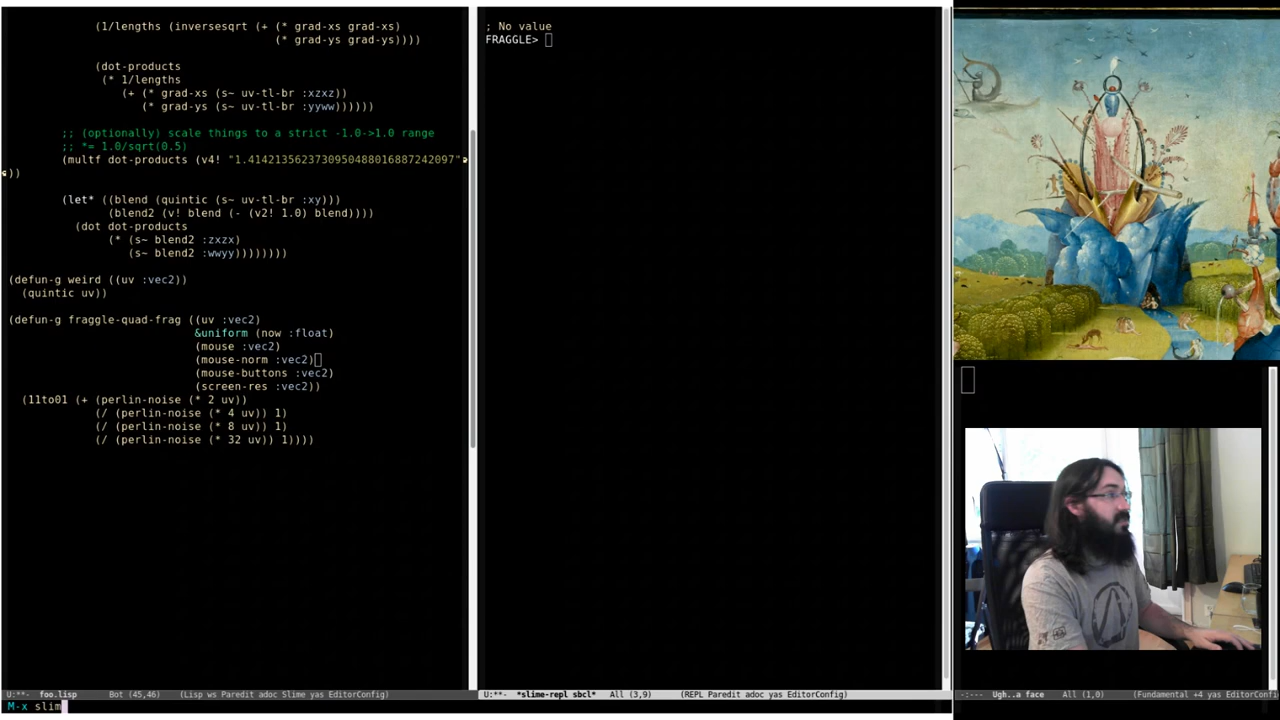 (1/lengths (inversesqrt (+ (* grad-xs grad-xs)
(* grad-ys grad-ys))))
(dot-products
(* 1/lengths
(+ (* grad-xs (s~ uv-tl-br :xzxz))
(* grad-ys (s~ uv-tl-br :yyww))))))
;; (optionally) scale things to a strict -1.0->1.0 range
;; *= 1.0/sqrt(0.5)
(multf dot-products (v4! "1.4142135623730950488016887242097"
))
(let* ((blend (quintic (s~ uv-tl-br :xy)))
(blend2 (v! blend (- (v2! 1.0) blend))))
(dot dot-products
(* (s~ blend2 :zxzx)
(s~ blend2 :wwyy))))))))
(defun-g weird ((uv :vec2))
(quintic uv))
(defun-g fraggle-quad-frag ((uv :vec2)
&uniform (now :float)
(mouse :vec2)
(mouse-norm :vec2)
(mouse-buttons :vec2)
(screen-res :vec2))
(11to01 (+ (perlin-noise (* 2 uv))
(/ (perlin-noise (* 4 uv)) 1)
(/ (perlin-noise (* 8 uv)) 1)
(/ (perlin-noise (* 32 uv)) 1))))
U:**- foo.lisp Bot (45,46) (Lisp ws Paredit adoc Slime yas EditorConfig)
M-x slim
; No value
FRAGGLE>
U:**- *slime-repl sbcl* All (3,9) (REPL Paredit adoc yas EditorConfig)
-:--- Ugh..a face All (1,0) (Fundamental +4 yas EditorConfi